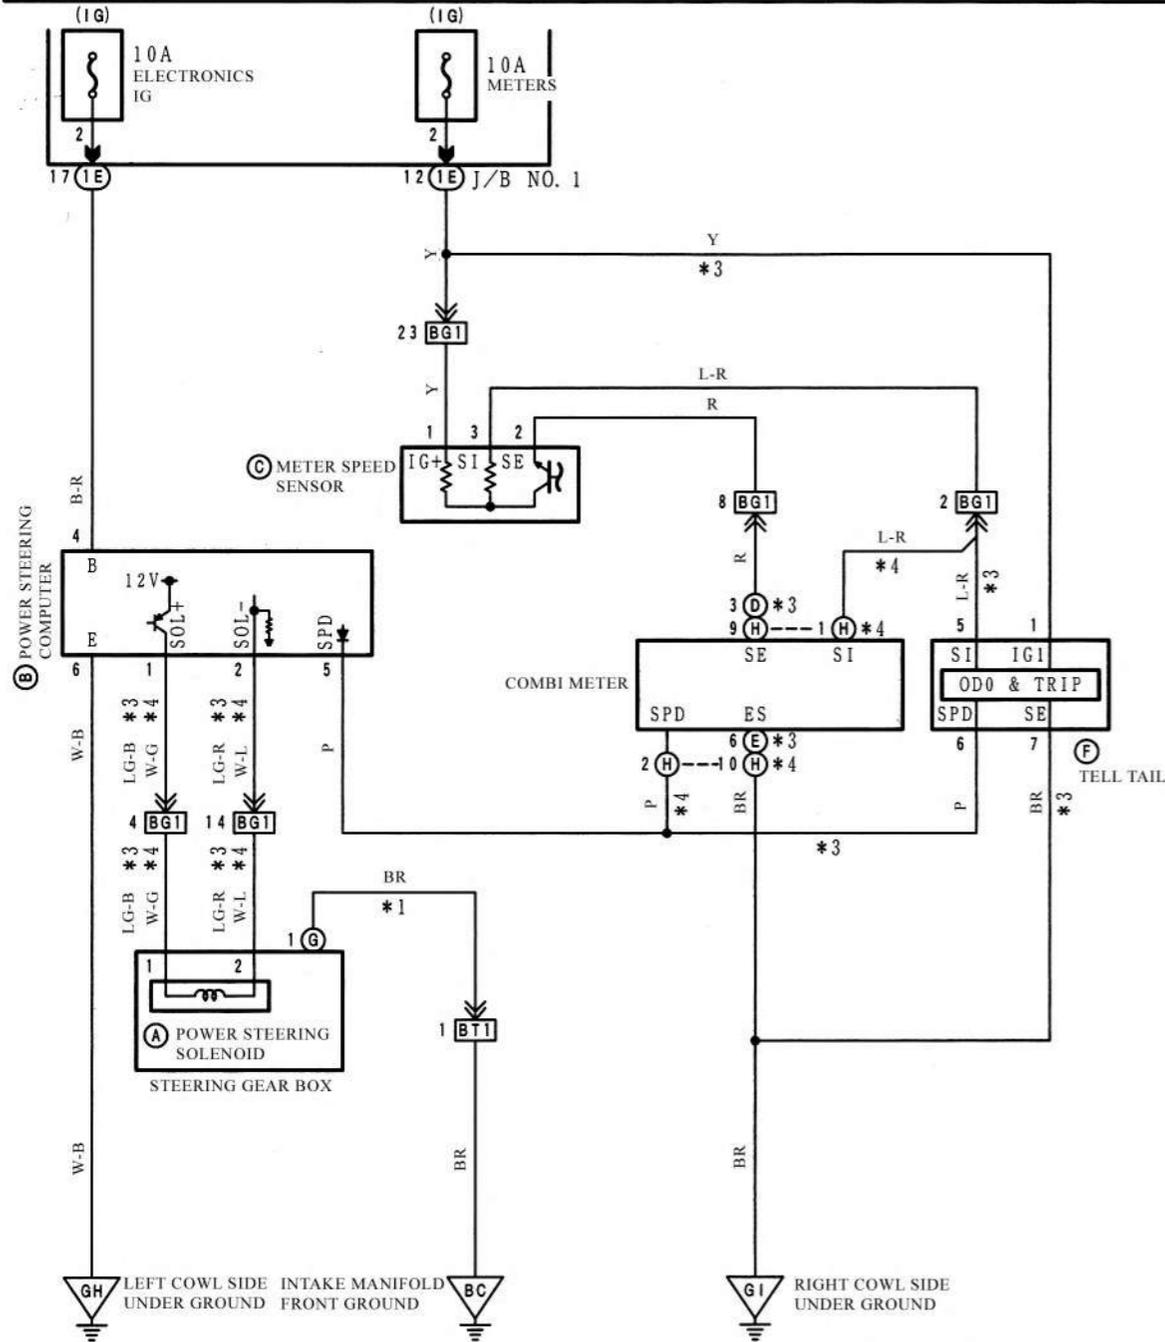 (IG)
(IG)
10A
ELECTRONICS
IG
10A
METERS
2
2
17 1E
12 1E J/B NO. 1
Y
Y
*3
23 BG1
L-R
Y
R
1 3 2
IG+ SI SE
C METER SPEED
SENSOR
B-R
8 BG1
2 BG1
L-R
*4
R
L-R
*3
4
B
12V
SOL+
SOL-
SPD
E
B POWER STEERING
COMPUTER
3 D *3
9 H 1 H *4
5 1
SE SI
SI IG1
COMBI METER
OD0 & TRIP
SPD ES
SPD SE
6 1 2 5
6 E *3
2 H 10 H *4
6 7
F
TELL TAIL
W-B
*3 *4
LG-B W-G
*3 *4
LG-R W-L
P
P
*4
BR
P
BR
*3
4 BG1
14 BG1
*3
*3 *4
LG-B W-G
*3 *4
LG-R W-L
BR
*1
1 G
1 2
A POWER STEERING
SOLENOID
STEERING GEAR BOX
1 BT1
W-B
BR
BR
GH
LEFT COWL SIDE
UNDER GROUND
INTAKE MANIFOLD
FRONT GROUND
BC
GI
RIGHT COWL SIDE
UNDER GROUND